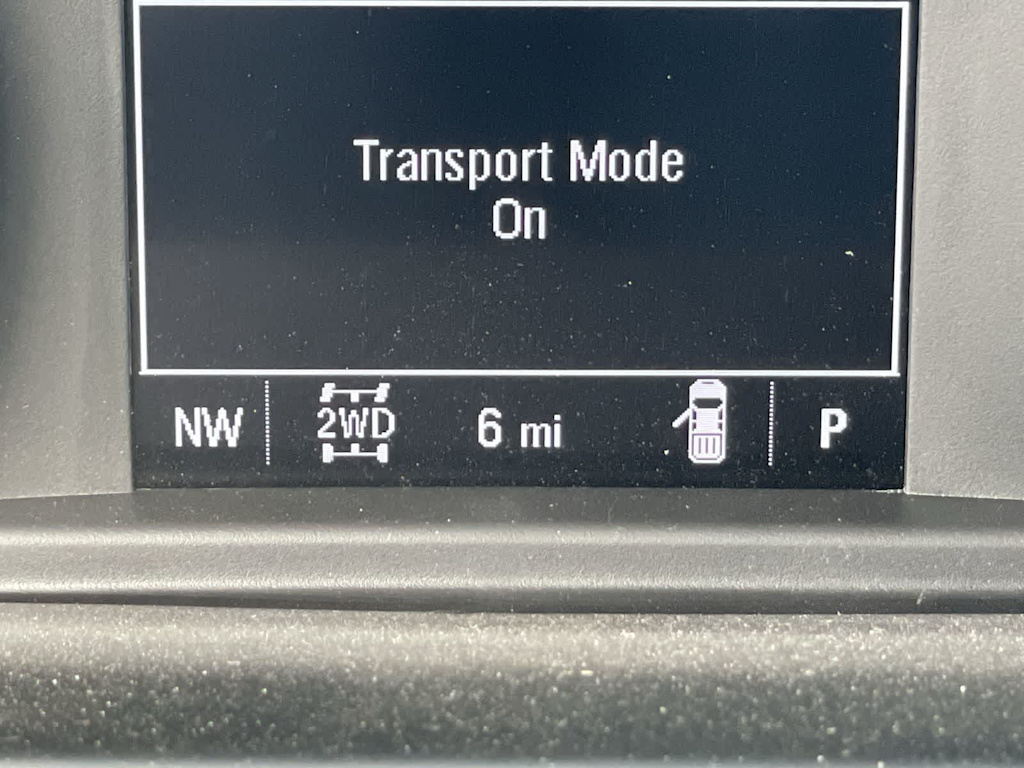 Transport Mode
On
NW 2WD 6 mi P